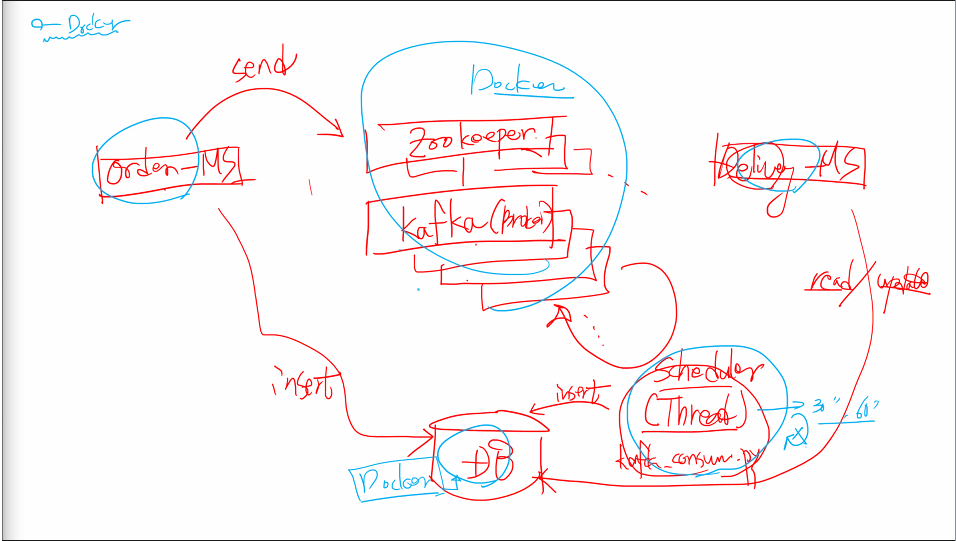 Docker
send
Docker
Zookeeper
Order-MS
Delivery-MS
kafka(broker)
read/update
insert
insert
scheduler
(Thread)
30" - 60"
kafka_consum.py
DB
Docker